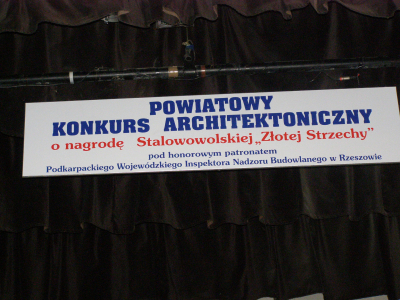 POWIATOWY
KONKURS ARCHITEKTONICZNY
o nagrodę Stalowowolskiej „Złotej Strzechy”
pod honorowym patronatem
Podkarpackiego Wojewódzkiego Inspektora Nadzoru Budowlanego w Rzeszowie